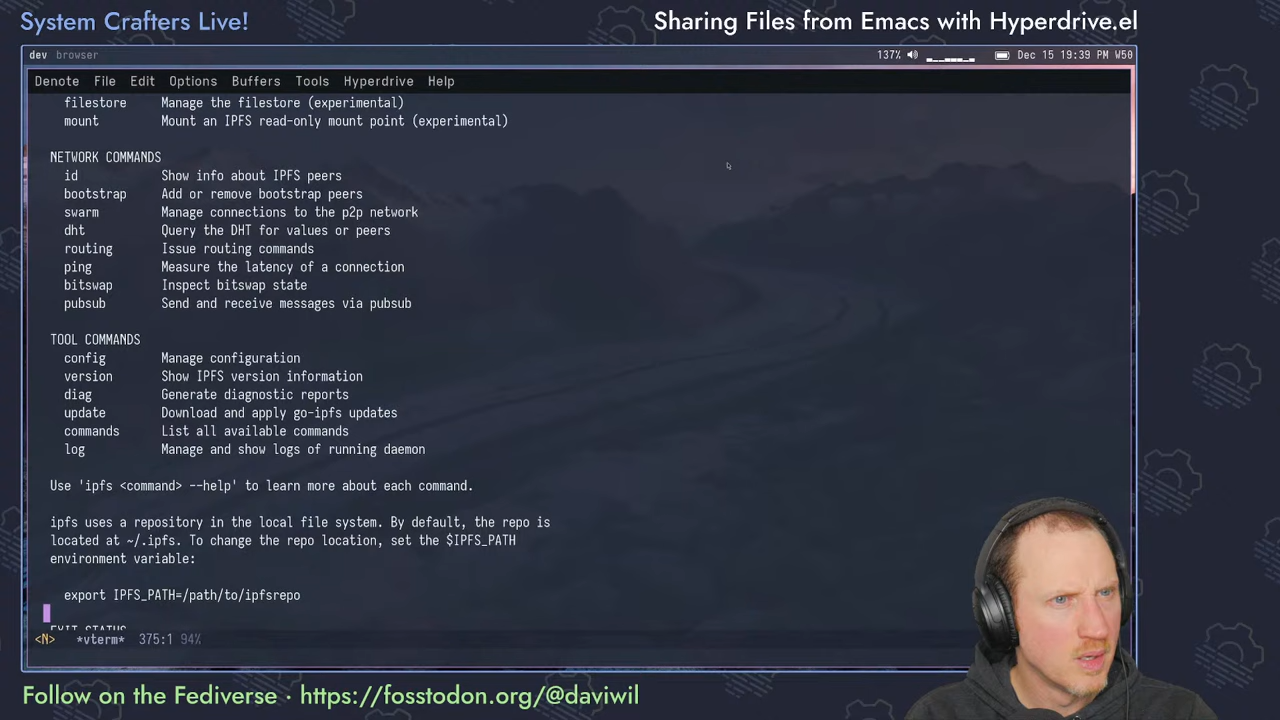 System Crafters Live!
Sharing Files from Emacs with Hyperdrive.el
dev browser
137% Dec 15 19:39 PM W50
Denote File Edit Options Buffers Tools Hyperdrive Help
filestore Manage the filestore (experimental)
mount Mount an IPFS read-only mount point (experimental)
NETWORK COMMANDS
id Show info about IPFS peers
bootstrap Add or remove bootstrap peers
swarm Manage connections to the p2p network
dht Query the DHT for values or peers
routing Issue routing commands
ping Measure the latency of a connection
bitswap Inspect bitswap state
pubsub Send and receive messages via pubsub
TOOL COMMANDS
config Manage configuration
version Show IPFS version information
diag Generate diagnostic reports
update Download and apply go-ipfs updates
commands List all available commands
log Manage and show logs of running daemon
Use 'ipfs <command> --help' to learn more about each command.
ipfs uses a repository in the local file system. By default, the repo is
located at ~/.ipfs. To change the repo location, set the $IPFS_PATH
environment variable:
export IPFS_PATH=/path/to/ipfsrepo
EXIT STATUS
<N> *vterm* 375:1 94%
Follow on the Fediverse · https://fosstodon.org/@daviwil